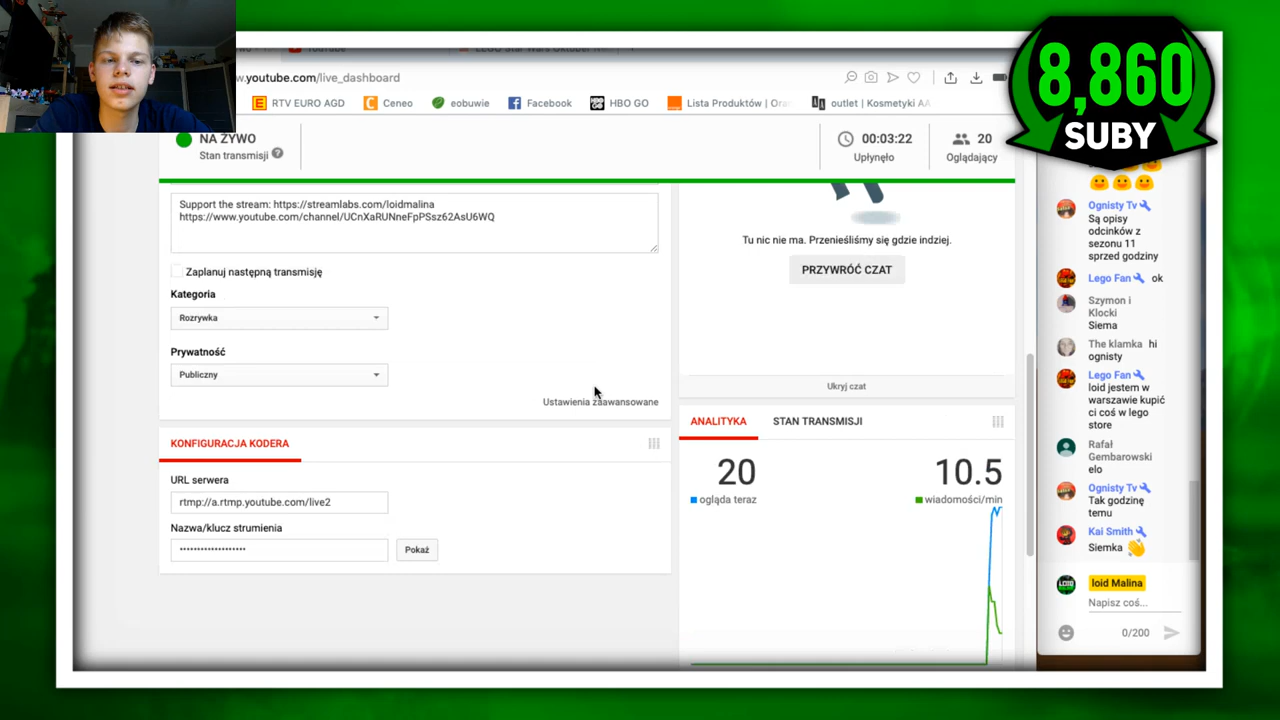 YouTube
w.youtube.com/live_dashboard
RTV EURO AGD
Ceneo
eobuwie
Facebook
HBO GO
Lista Produktów | Ora
outlet | Kosmetyki AA
NA ŻYWO
Stan transmisji
00:03:22
Upłynęło
20
Oglądający
8,860
SUBY
Support the stream: https://streamlabs.com/loidmalina
https://www.youtube.com/channel/UCnXaRUNneFpPSsz62AsU6WQ
Zaplanuj następną transmisję
Kategoria
Rozrywka
Prywatność
Publiczny
Ustawienia zaawansowane
KONFIGURACJA KODERA
URL serwera
rtmp://a.rtmp.youtube.com/live2
Nazwa/klucz strumienia
•••••••••••••••••••
Pokaż
Tu nic nie ma. Przenieśliśmy się gdzie indziej.
PRZYWRÓĆ CZAT
Ukryj czat
ANALITYKA
STAN TRANSMISJI
20
ogląda teraz
10.5
wiadomości/min
Ognisty Tv
Są opisy
odcinków z
sezonu 11
sprzed godziny
Lego Fan ok
Szymon i
Klocki
Siema
The klamka hi
ognisty
Lego Fan
loid jestem w
warszawie kupić
ci coś w lego
store
Rafał
Gembarowski
elo
Ognisty Tv
Tak godzinę
temu
Kai Smith
Siemka
loid Malina
Napisz coś...
0/200